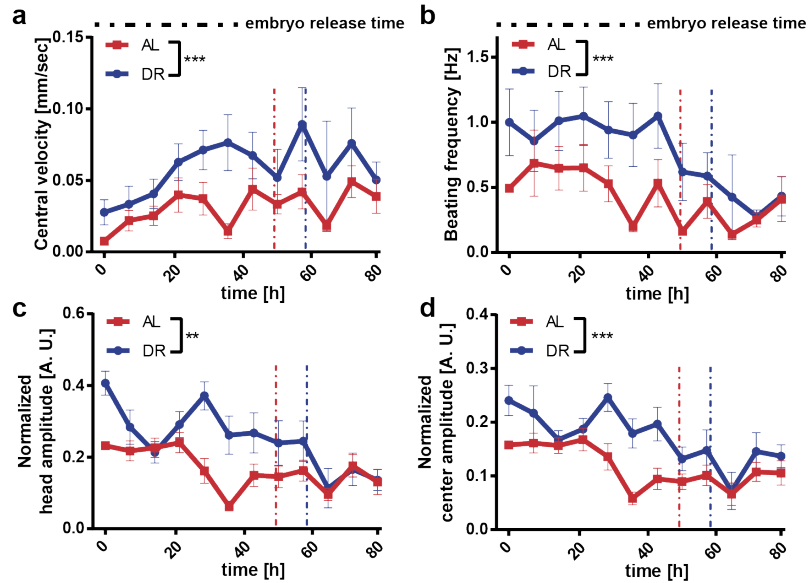 a
embryo release time
AL
DR
***
Central velocity [mm/sec]
0.15
0.10
0.05
0.00
0
20
40
60
80
time [h]
b
embryo release time
AL
DR
***
Beating frequency [Hz]
1.5
1.0
0.5
0.0
0
20
40
60
80
time [h]
c
AL
DR
**
Normalized
head amplitude [A. U.]
0.6
0.4
0.2
0.0
0
20
40
60
80
time [h]
d
AL
DR
***
Normalized
center amplitude [A. U.]
0.4
0.3
0.2
0.1
0.0
0
20
40
60
80
time [h]